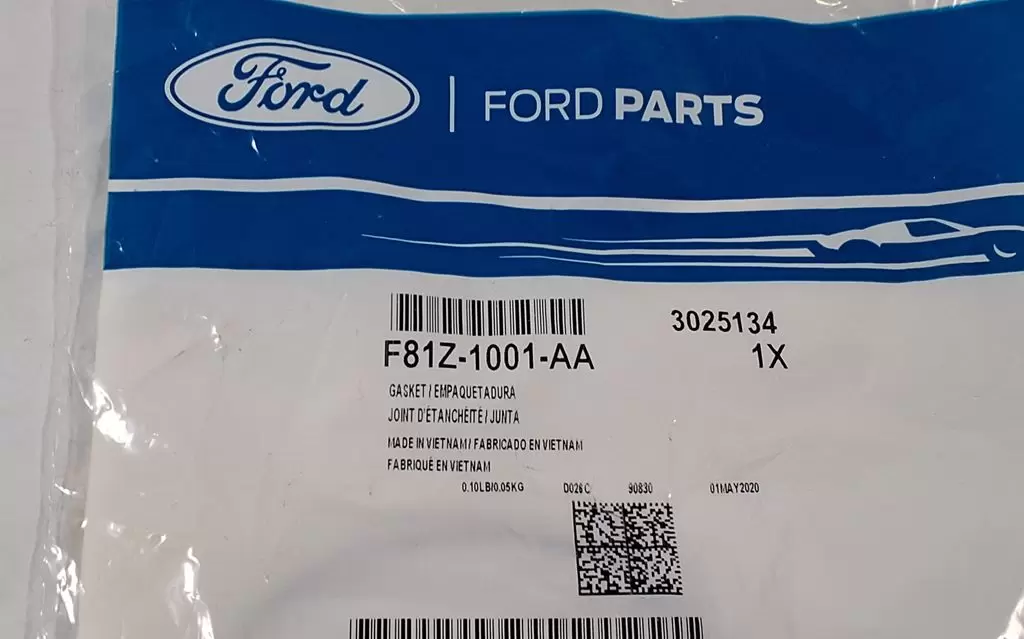 Ford | FORD PARTS
3025134
F81Z-1001-AA 1X
GASKET / EMPAQUETADURA
JOINT D'ÉTANCHÉITÉ / JUNTA
MADE IN VIETNAM / FABRICADO EN VIETNAM
FABRIQUÉ EN VIETNAM
0.10LB/0.05KG D026C 90830 01MAY2020